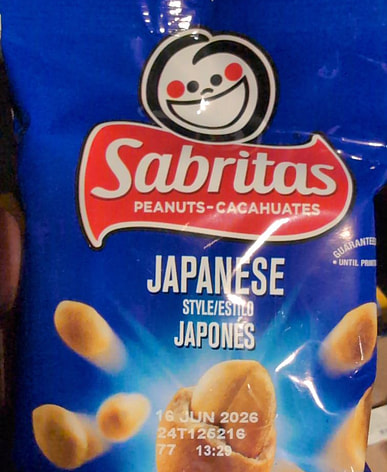 Sabritas
PEANUTS-CACAHUATES
GUARANTEED
• UNTIL PRINTED
JAPANESE
STYLE/ESTILO
JAPONÉS
16 JUN 2026
24T126216
77 13:29